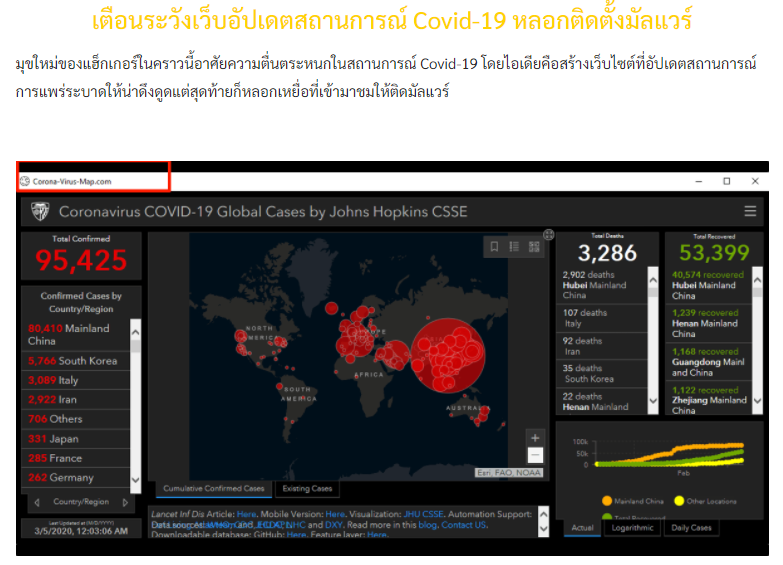 เตือนระวังเว็บอัปเดตสถานการณ์ Covid-19 หลอกติดตั้งมัลแวร์
มุขใหม่ของแฮ็กเกอร์ในคราวนี้อาศัยความตื่นตระหนกในสถานการณ์ Covid-19 โดยไอเดียคือสร้างเว็บไซต์ที่อัปเดตสถานการณ์
การแพร่ระบาดให้น่าดึงดูดแต่สุดท้ายก็หลอกเหยื่อที่เข้ามาชมให้ติดมัลแวร์
Corona-Virus-Map.com
Coronavirus COVID-19 Global Cases by Johns Hopkins CSSE
Total Confirmed
95,425
Confirmed Cases by
Country/Region
80,410 Mainland
China
5,766 South Korea
3,089 Italy
2,922 Iran
706 Others
331 Japan
285 France
262 Germany
Country/Region
Last Updated at (M/D/YYYY)
3/5/2020, 12:03:06 AM
NORTH
AMERICA
EUROPE
AFRICA
SOUTH
AMERICA
AUSTRAL
Esri, FAO, NOAA
Cumulative Confirmed Cases
Existing Cases
Lancet Inf Dis Article: Here. Mobile Version: Here. Visualization: JHU CSSE. Automation Support:
and DXY. Read more in this blog. Contact US.
Downloadable database: GitHub: Here. Feature layer: Here.
Total Deaths
3,286
2,902 deaths
Hubei Mainland
China
107 deaths
Italy
92 deaths
Iran
35 deaths
South Korea
22 deaths
Henan Mainland
Total Recovered
53,399
40,574 recovered
Hubei Mainland
China
1,239 recovered
Henan Mainland
China
1,168 recovered
Guangdong Mainl
and China
1,122 recovered
Zhejiang Mainland
China
100k
50k
0
Feb
Mainland China
Other Locations
Total Recovered
Actual
Logarithmic
Daily Cases